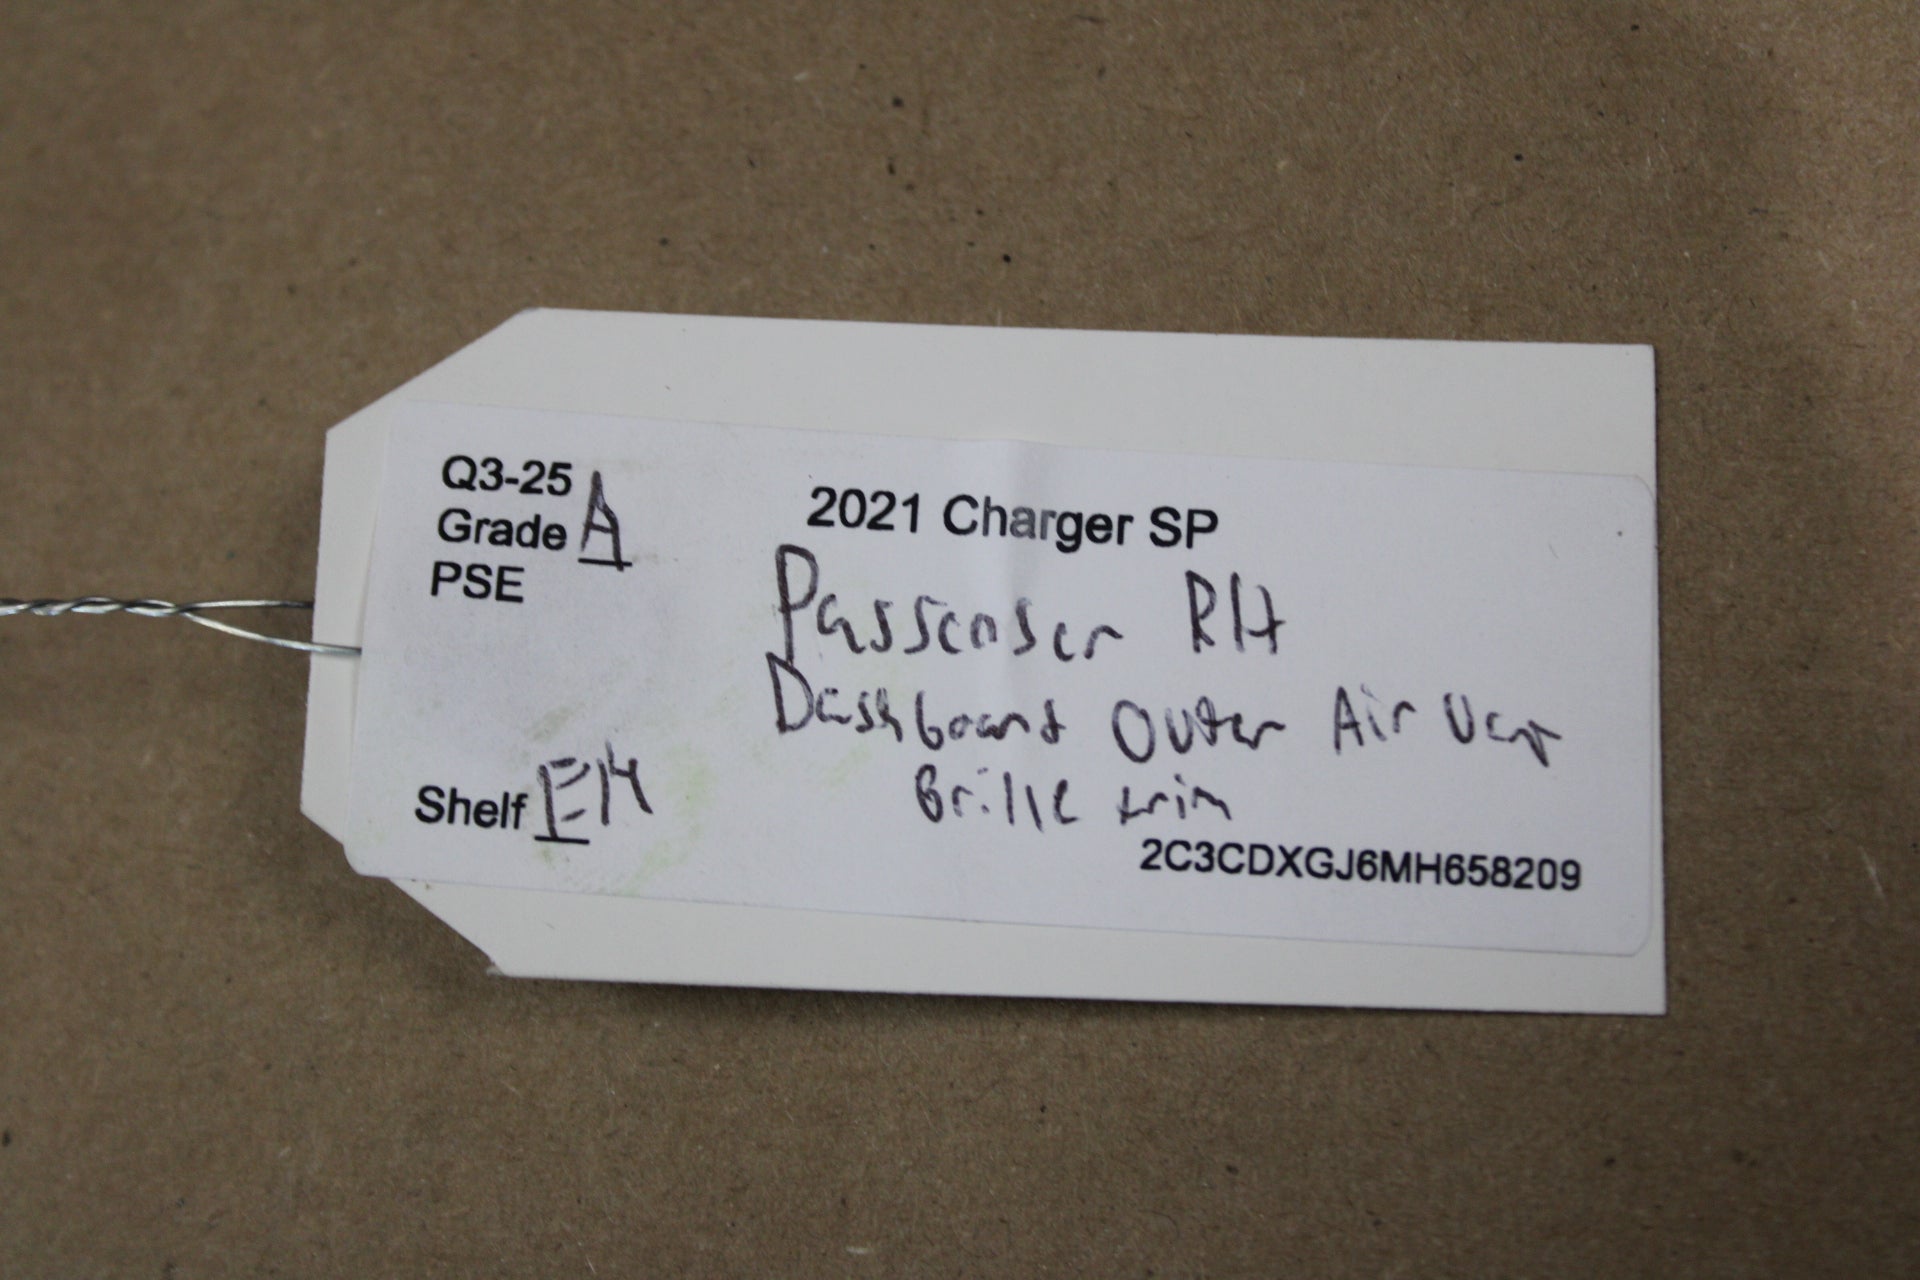 Q3-25
Grade A
PSE
2021 Charger SP
Passenger RH
Dashboard Outer Air Vent
Grille trim
Shelf E14
2C3CDXGJ6MH658209